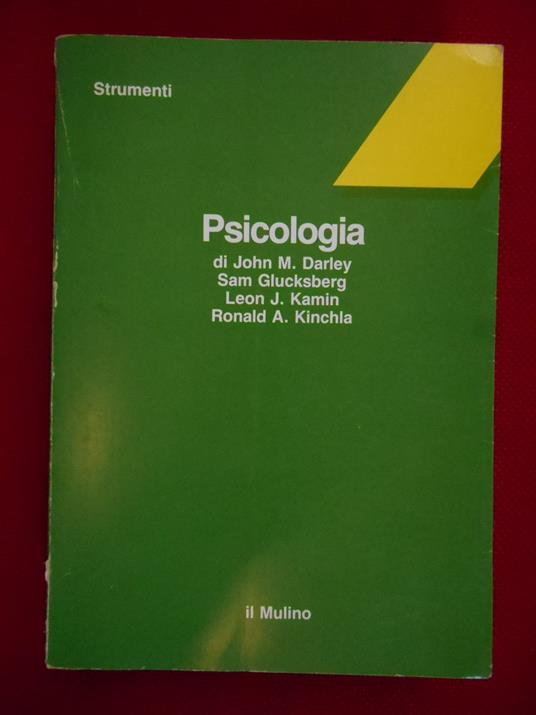 Strumenti
Psicologia
di John M. Darley
Sam Glucksberg
Leon J. Kamin
Ronald A. Kinchla
il Mulino